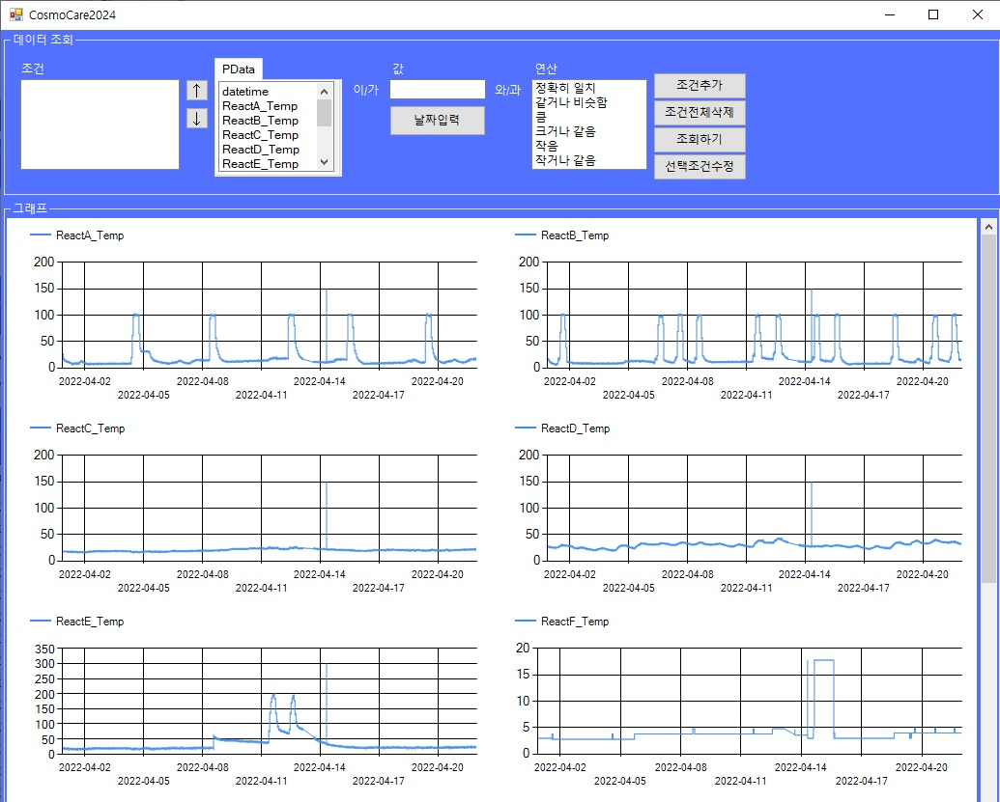 CosmoCare2024
데이터 조회
조건
PData
datetime
ReactA_Temp
ReactB_Temp
ReactC_Temp
ReactD_Temp
ReactE_Temp
이/가
값
날짜입력
와/과
연산
정확히 일치
같거나 비슷함
큼
크거나 같음
작음
작거나 같음
조건추가
조건전체삭제
조회하기
선택조건수정
그래프
ReactA_Temp
200
150
100
50
0
2022-04-02 2022-04-08 2022-04-14 2022-04-20
2022-04-05 2022-04-11 2022-04-17
ReactB_Temp
200
150
100
50
0
2022-04-02 2022-04-08 2022-04-14 2022-04-20
2022-04-05 2022-04-11 2022-04-17
ReactC_Temp
200
150
100
50
0
2022-04-02 2022-04-08 2022-04-14 2022-04-20
2022-04-05 2022-04-11 2022-04-17
ReactD_Temp
200
150
100
50
0
2022-04-02 2022-04-08 2022-04-14 2022-04-20
2022-04-05 2022-04-11 2022-04-17
ReactE_Temp
350
300
250
200
150
100
50
0
2022-04-02 2022-04-08 2022-04-14 2022-04-20
2022-04-05 2022-04-11 2022-04-17
ReactF_Temp
20
15
10
5
0
2022-04-02 2022-04-08 2022-04-14 2022-04-20
2022-04-05 2022-04-11 2022-04-17